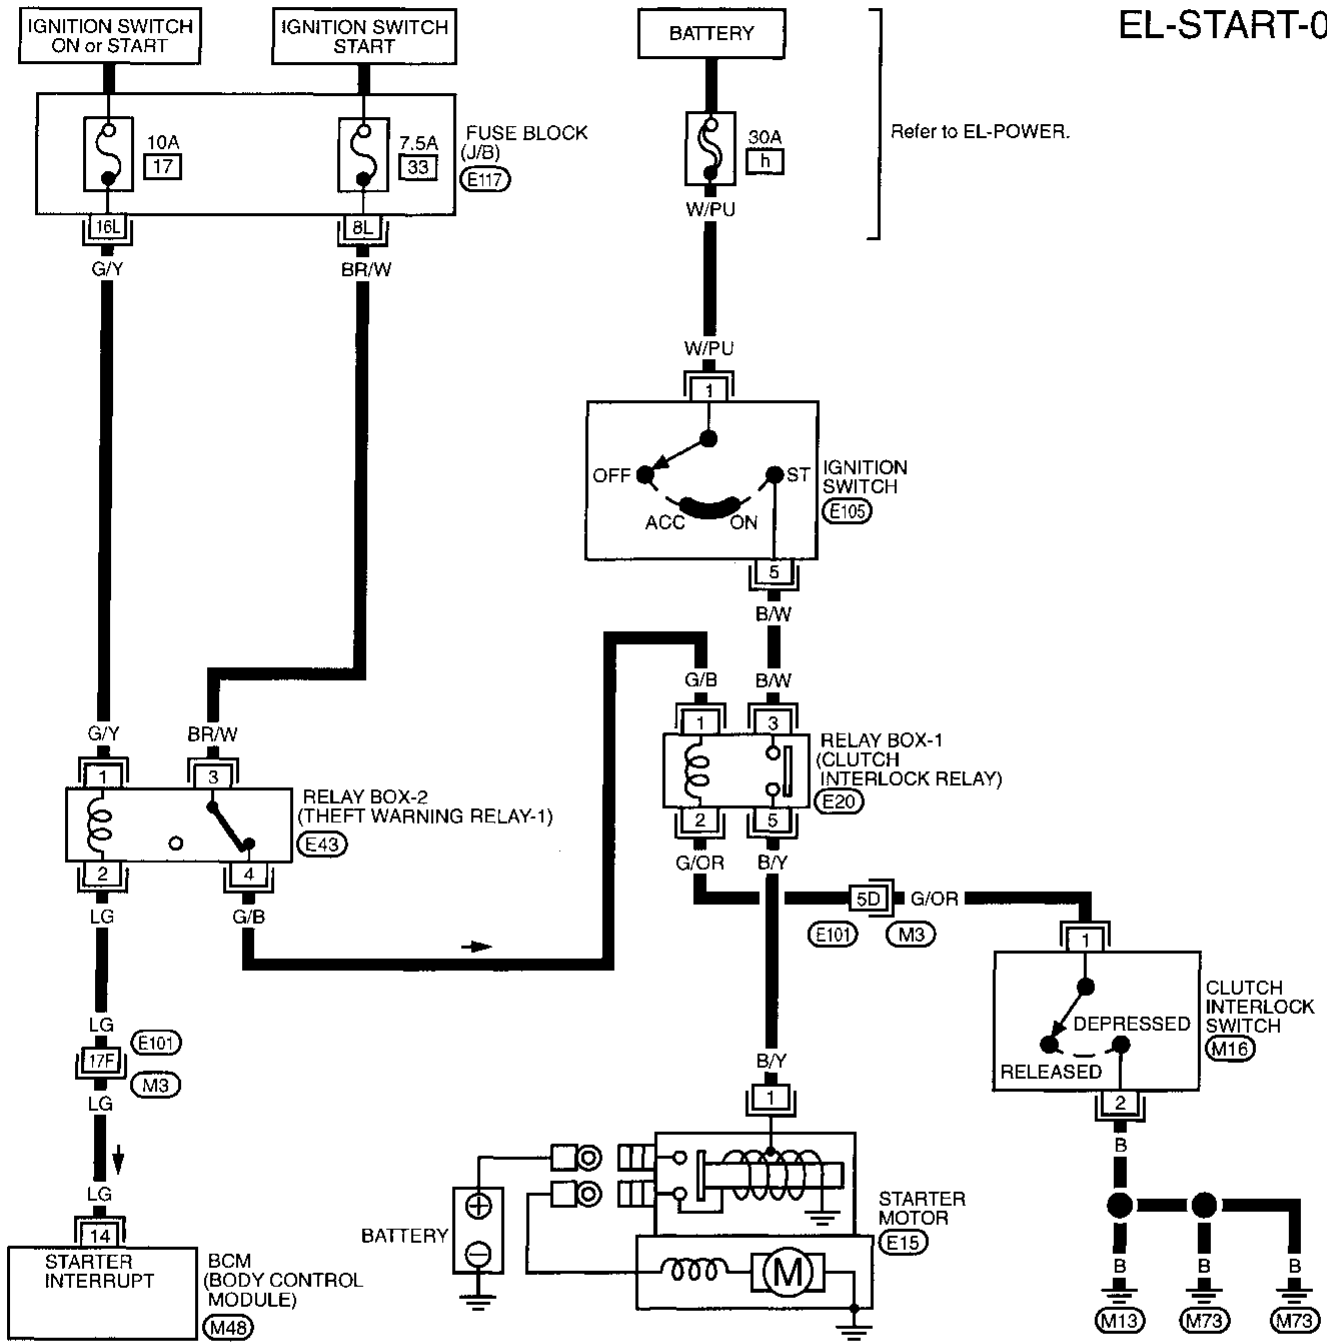 EL-START-0
IGNITION SWITCH
ON or START
IGNITION SWITCH
START
BATTERY
10A
17
7.5A
33
FUSE BLOCK
(J/B)
E117
30A
h
Refer to EL-POWER.
16L
8L
W/PU
G/Y
BR/W
W/PU
1
OFF
ST
ACC
ON
IGNITION
SWITCH
E105
5
B/W
G/B
B/W
G/Y
BR/W
1
3
RELAY BOX-1
(CLUTCH
INTERLOCK RELAY)
E20
1
3
RELAY BOX-2
(THEFT WARNING RELAY-1)
E43
2
5
2
4
G/OR
B/Y
LG
G/B
5D
G/OR
E101
M3
1
CLUTCH
INTERLOCK
SWITCH
M16
DEPRESSED
RELEASED
2
LG
E101
17F
M3
LG
B/Y
1
B
LG
14
STARTER
INTERRUPT
BCM
(BODY CONTROL
MODULE)
M48
BATTERY
+
−
M
STARTER
MOTOR
E15
B
B
B
M13
M73
M73